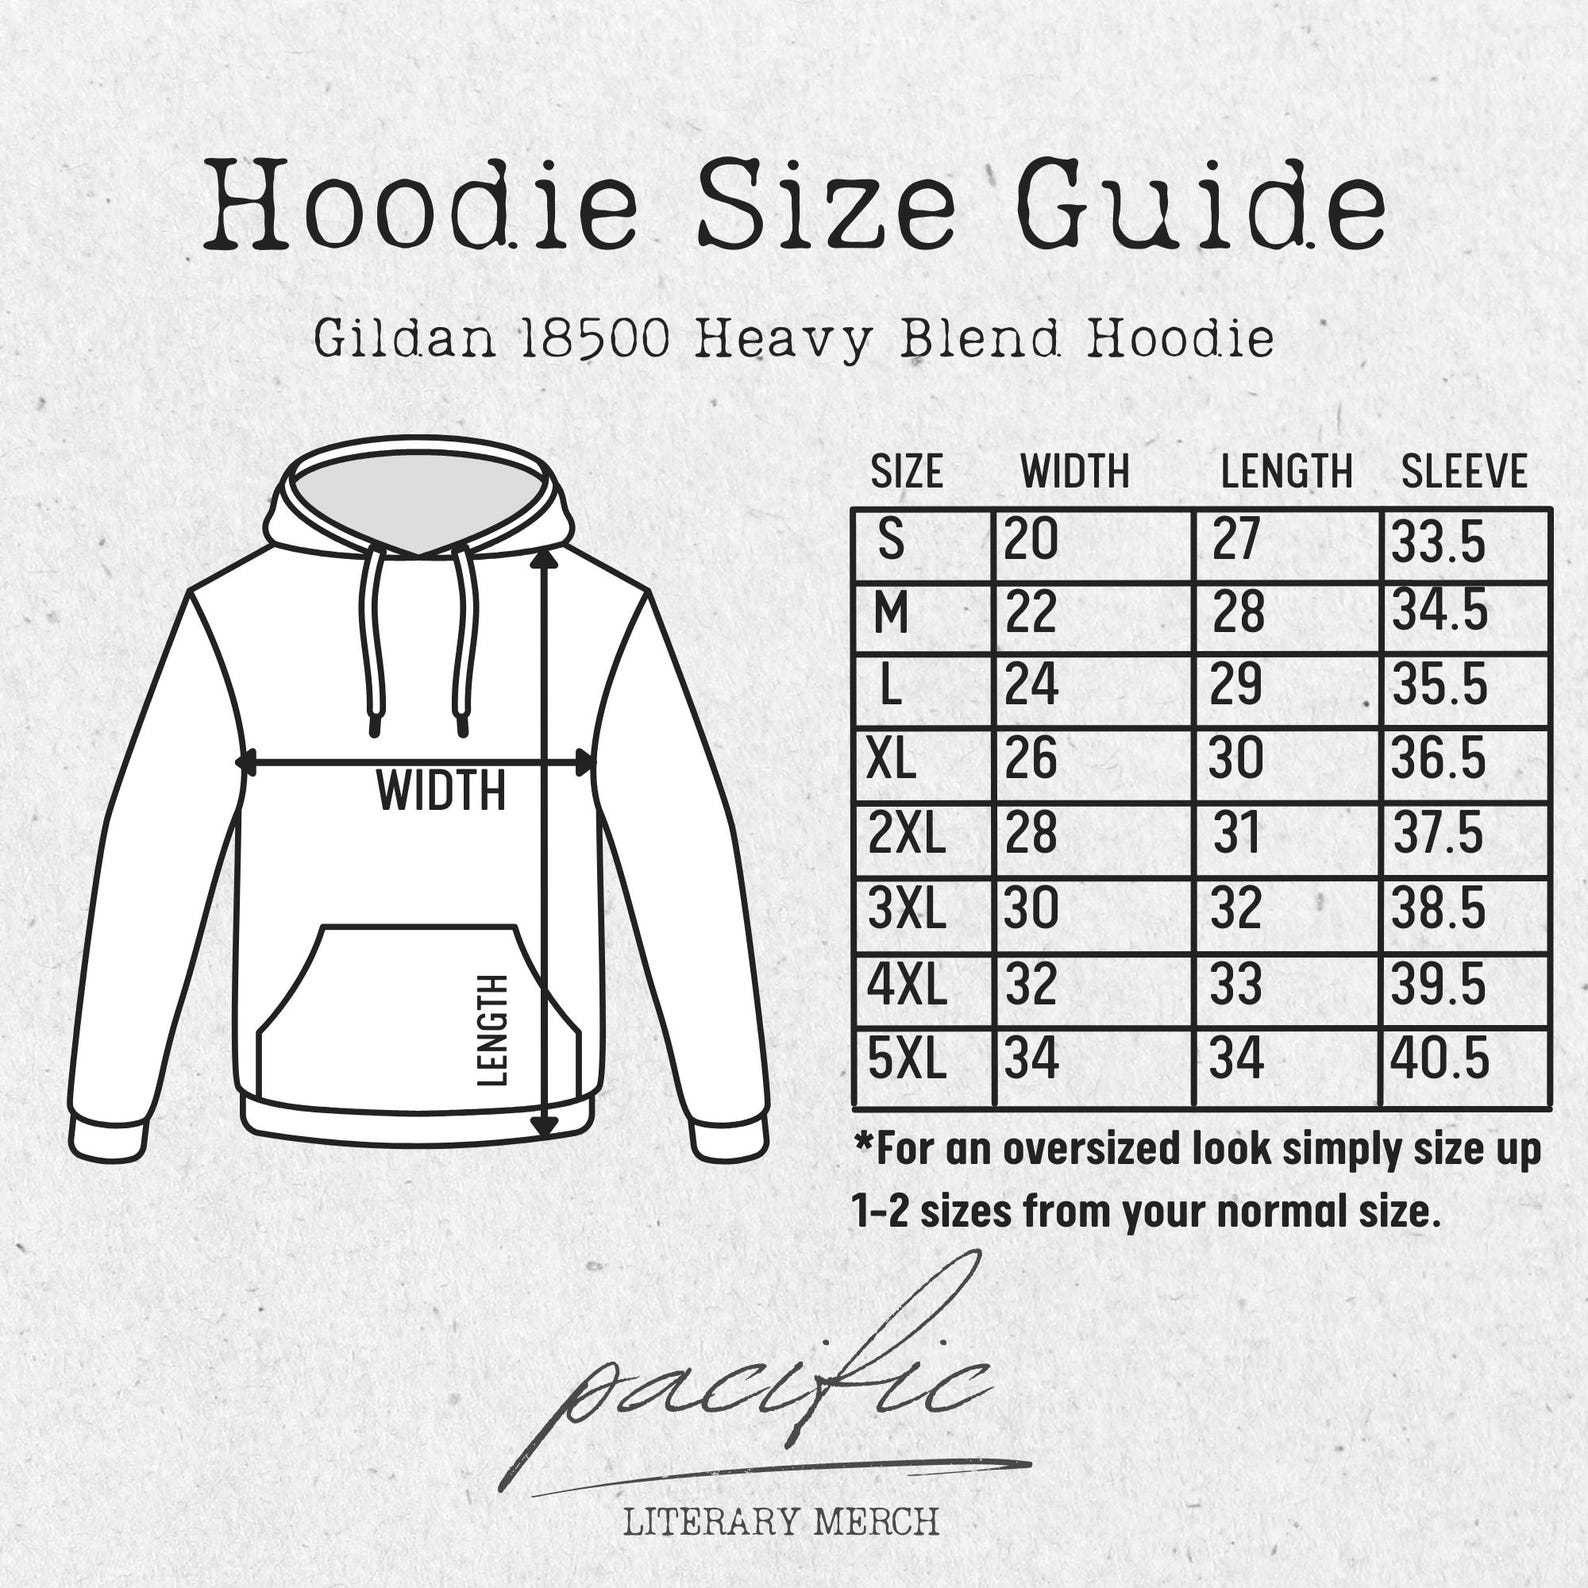 Hoodie Size Guide
Gildan 18500 Heavy Blend Hoodie
WIDTH
LENGTH
SIZE WIDTH LENGTH SLEEVE
S 20 27 33.5
M 22 28 34.5
L 24 29 35.5
XL 26 30 36.5
2XL 28 31 37.5
3XL 30 32 38.5
4XL 32 33 39.5
5XL 34 34 40.5
*For an oversized look simply size up
1-2 sizes from your normal size.
pacific
LITERARY MERCH